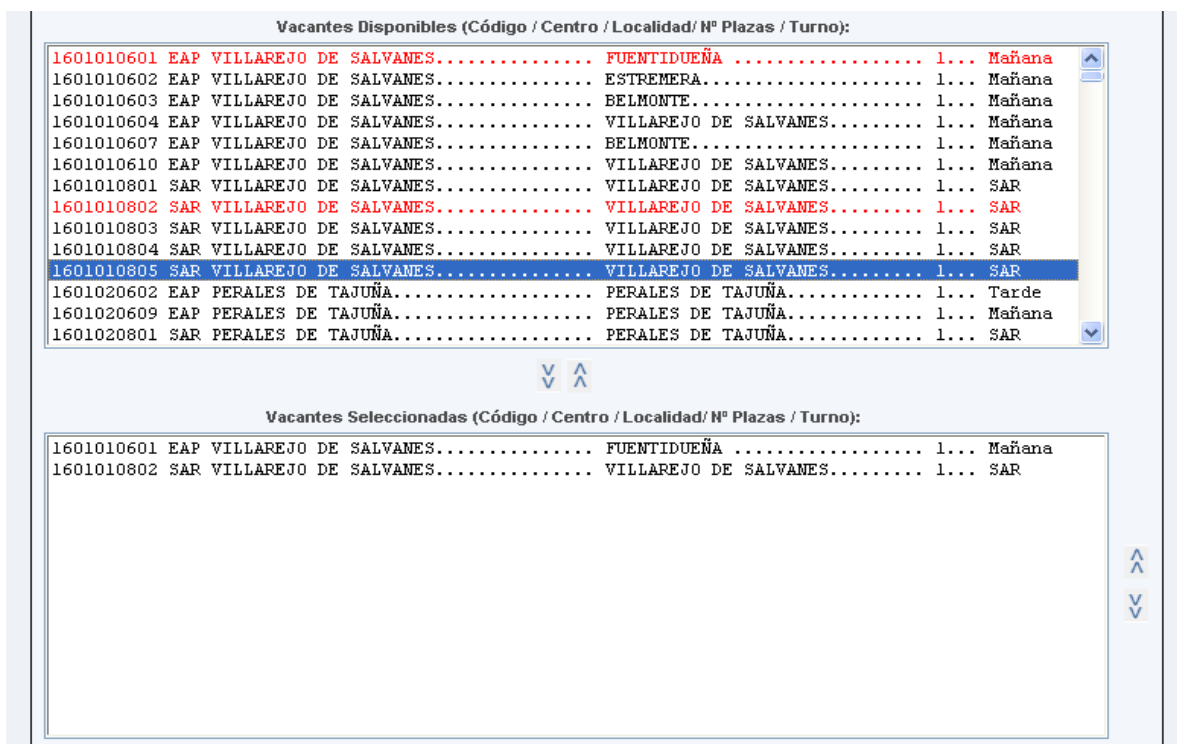 Vacantes Disponibles (Código / Centro / Localidad/ Nº Plazas / Turno):
1601010601 EAP VILLAREJO DE SALVANES............... FUENTIDUEÑA .................. 1... Mañana
1601010602 EAP VILLAREJO DE SALVANES............... ESTREMERA..................... 1... Mañana
1601010603 EAP VILLAREJO DE SALVANES............... BELMONTE...................... 1... Mañana
1601010604 EAP VILLAREJO DE SALVANES............... VILLAREJO DE SALVANES......... 1... Mañana
1601010607 EAP VILLAREJO DE SALVANES............... BELMONTE...................... 1... Mañana
1601010610 EAP VILLAREJO DE SALVANES............... VILLAREJO DE SALVANES......... 1... Mañana
1601010801 SAR VILLAREJO DE SALVANES............... VILLAREJO DE SALVANES......... 1... SAR
1601010802 SAR VILLAREJO DE SALVANES............... VILLAREJO DE SALVANES......... 1... SAR
1601010803 SAR VILLAREJO DE SALVANES............... VILLAREJO DE SALVANES......... 1... SAR
1601010804 SAR VILLAREJO DE SALVANES............... VILLAREJO DE SALVANES......... 1... SAR
1601010805 SAR VILLAREJO DE SALVANES............... VILLAREJO DE SALVANES......... 1... SAR
1601020602 EAP PERALES DE TAJUÑA.................. PERALES DE TAJUÑA............. 1... Tarde
1601020609 EAP PERALES DE TAJUÑA.................. PERALES DE TAJUÑA............. 1... Mañana
1601020801 SAR PERALES DE TAJUÑA.................. PERALES DE TAJUÑA............. 1... SAR
Vacantes Seleccionadas (Código / Centro / Localidad/ Nº Plazas / Turno):
1601010601 EAP VILLAREJO DE SALVANES............... FUENTIDUEÑA .................. 1... Mañana
1601010802 SAR VILLAREJO DE SALVANES............... VILLAREJO DE SALVANES......... 1... SAR